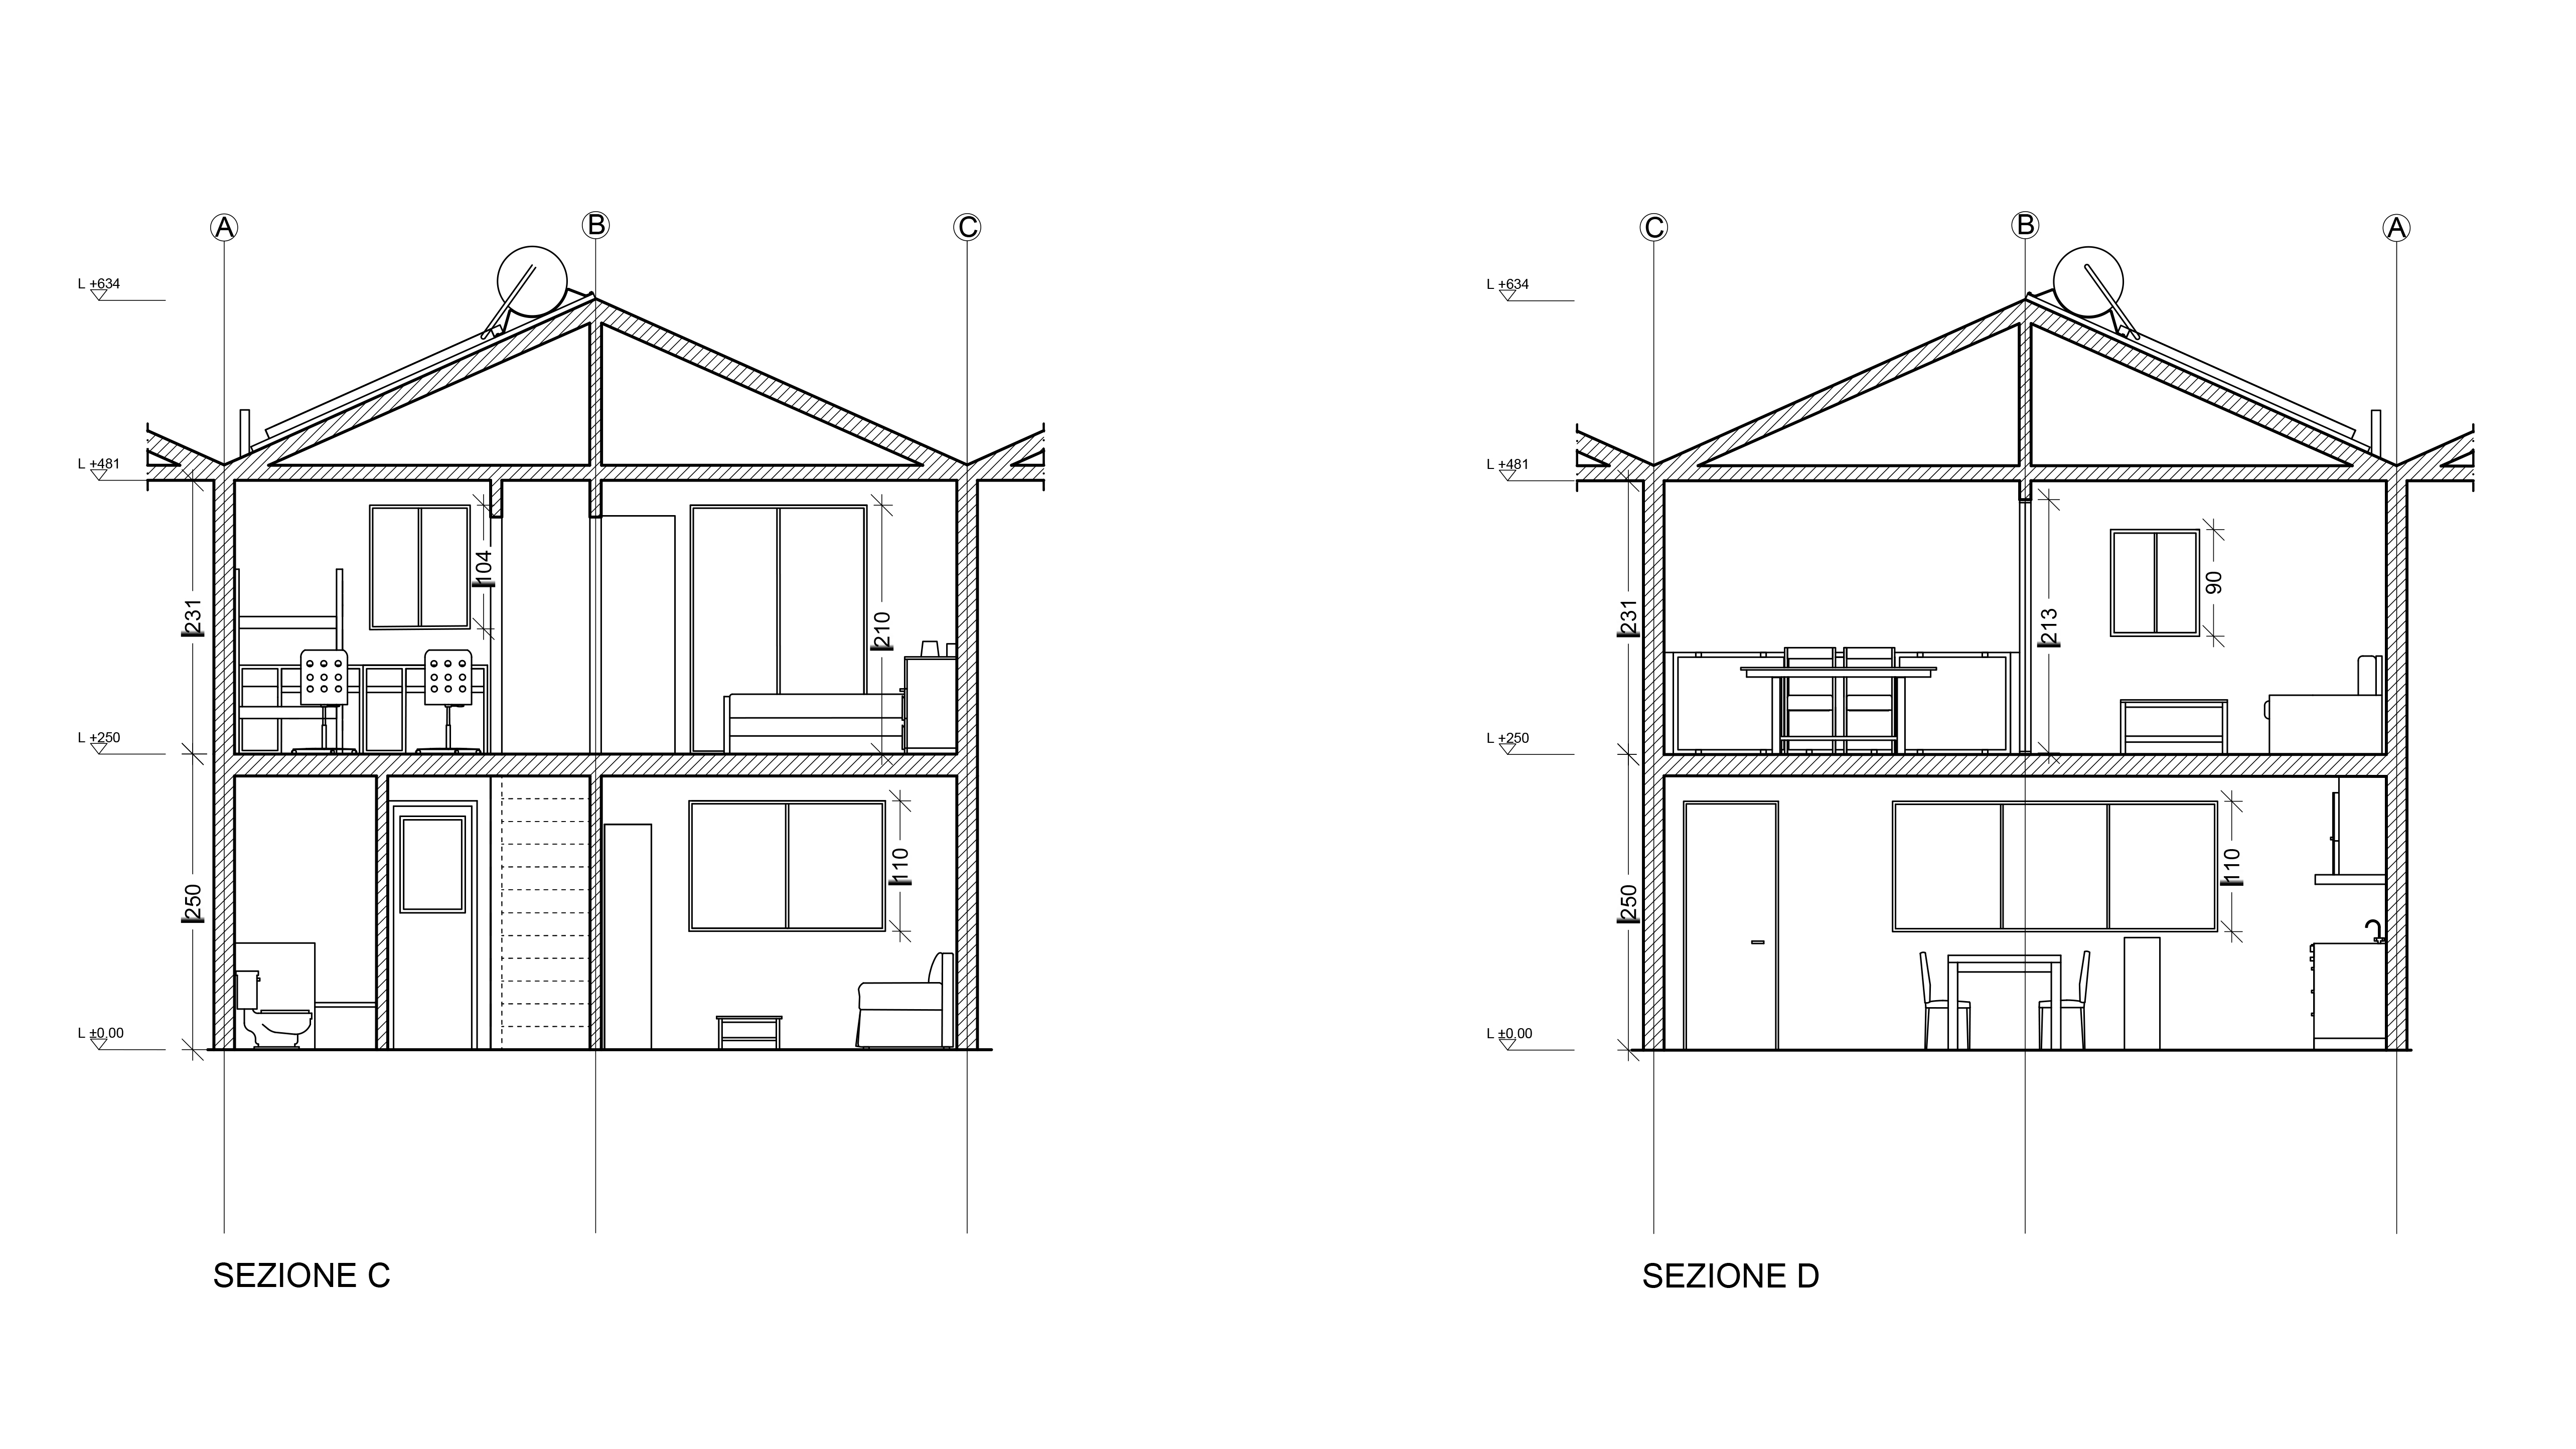 A
B
C
L +634
L +481
104
231
210
L +250
110
250
L ±0,00
SEZIONE C
C
B
A
L +634
L +481
90
231
213
L +250
110
250
L ±0,00
SEZIONE D